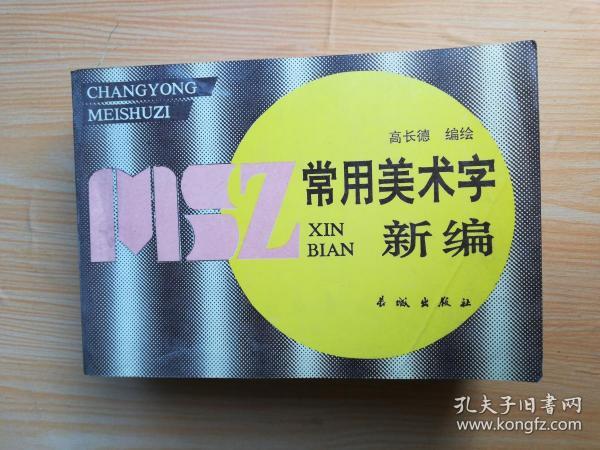 CHANGYONG
MEISHUZI
高长德 编绘
MSZ
常用美术字
XIN
BIAN
新编
长城出版社
孔夫子旧书网
www.kongfz.com